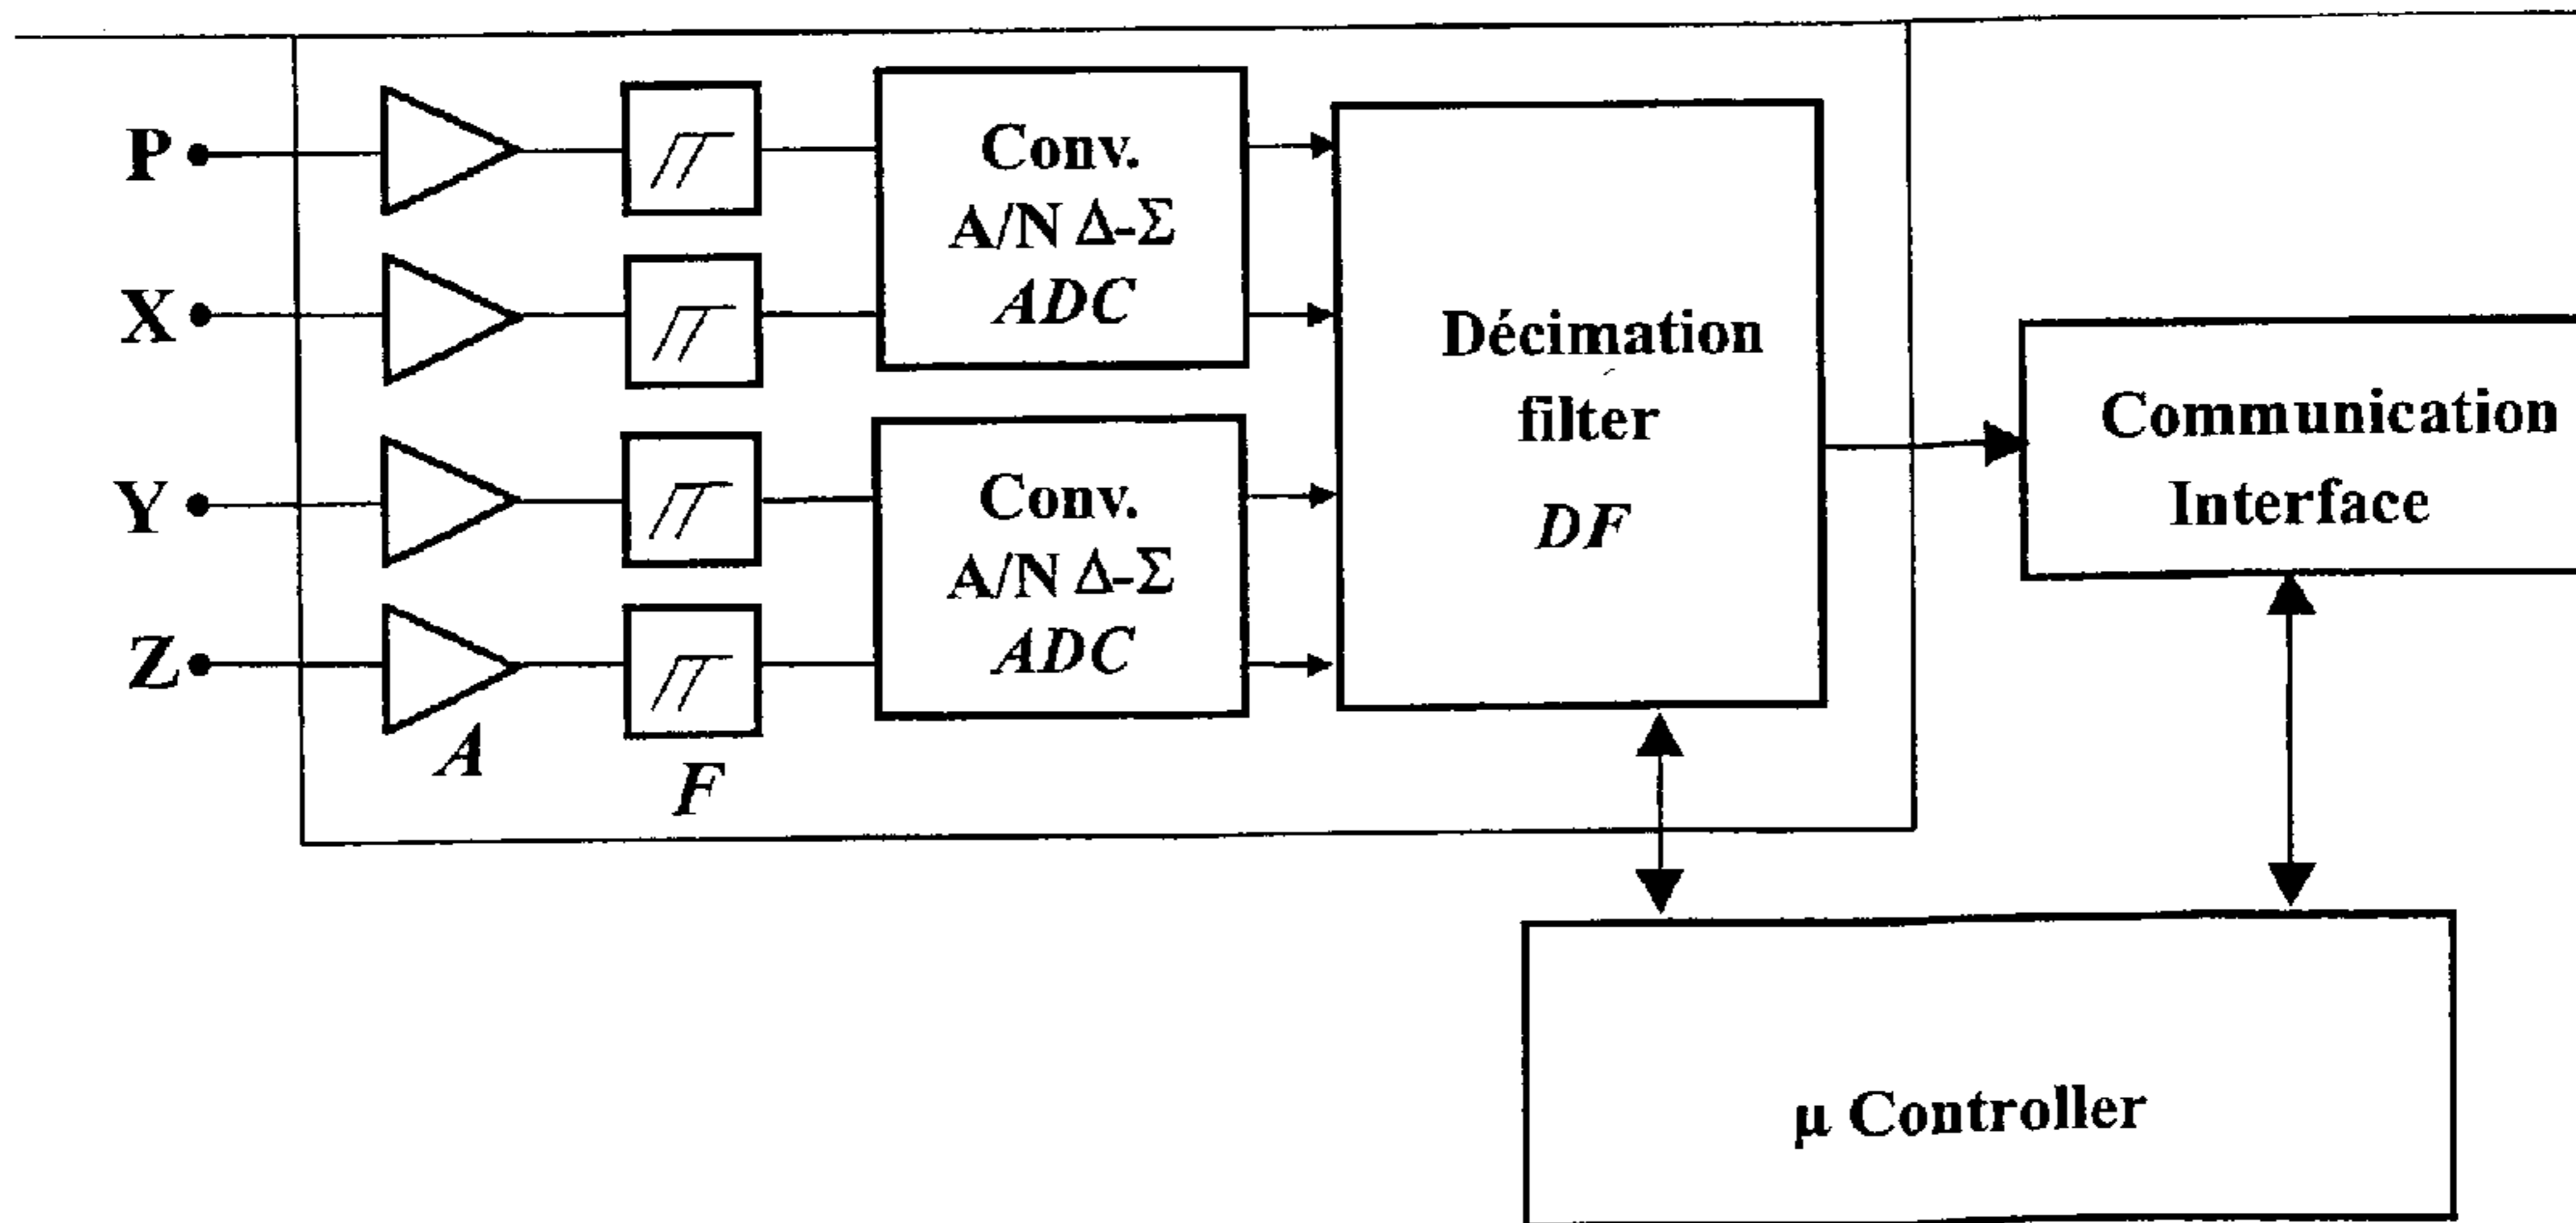 P
X
Y
Z
A
F
Conv.
A/N Δ-Σ
ADC
Conv.
A/N Δ-Σ
ADC
Décimation
filter
DF
Communication
Interface
µ Controller